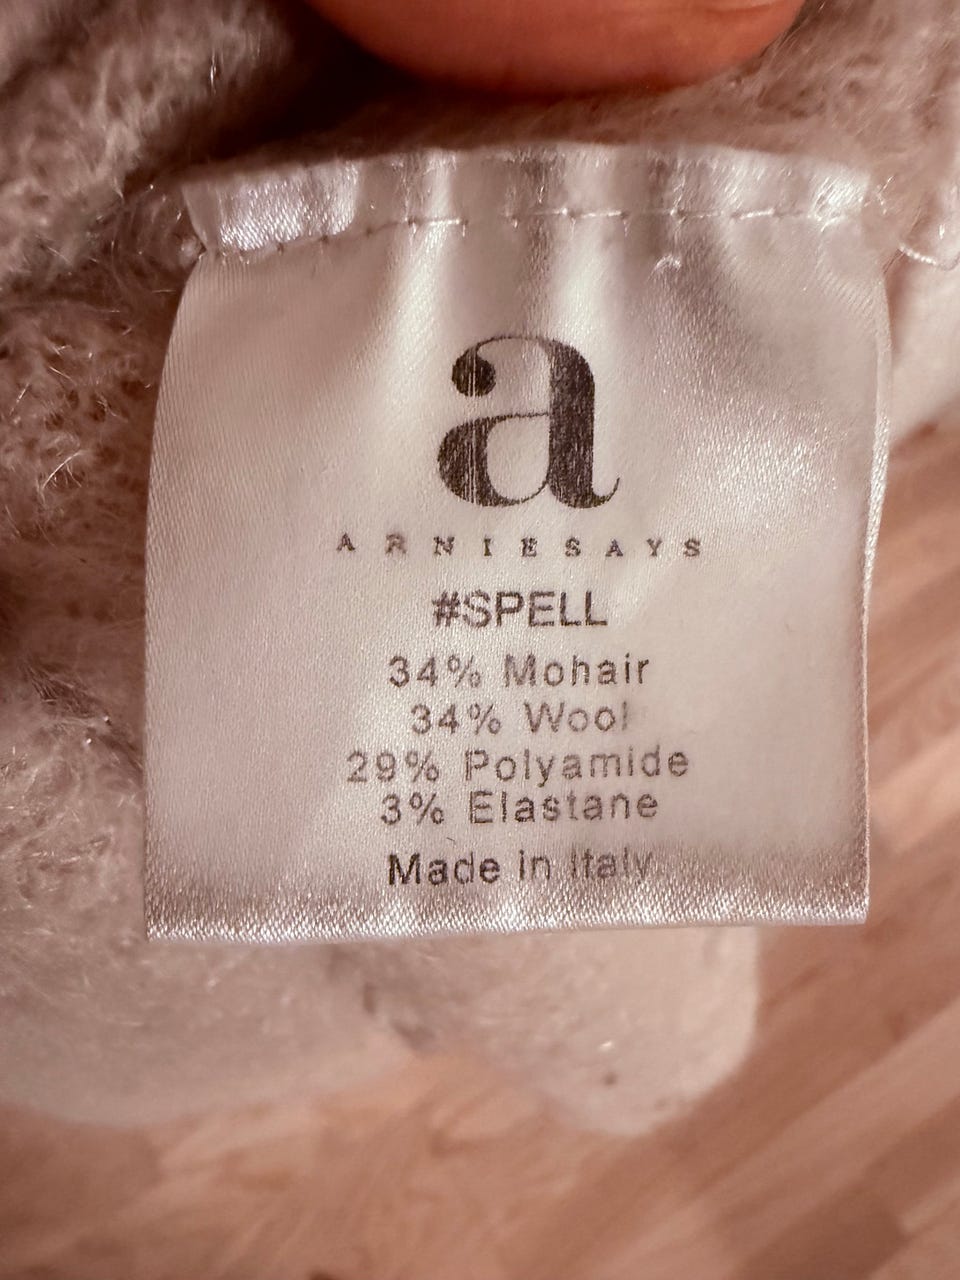 a
ARNIESAYS
#SPELL
34% Mohair
34% Wool
29% Polyamide
3% Elastane
Made in Italy